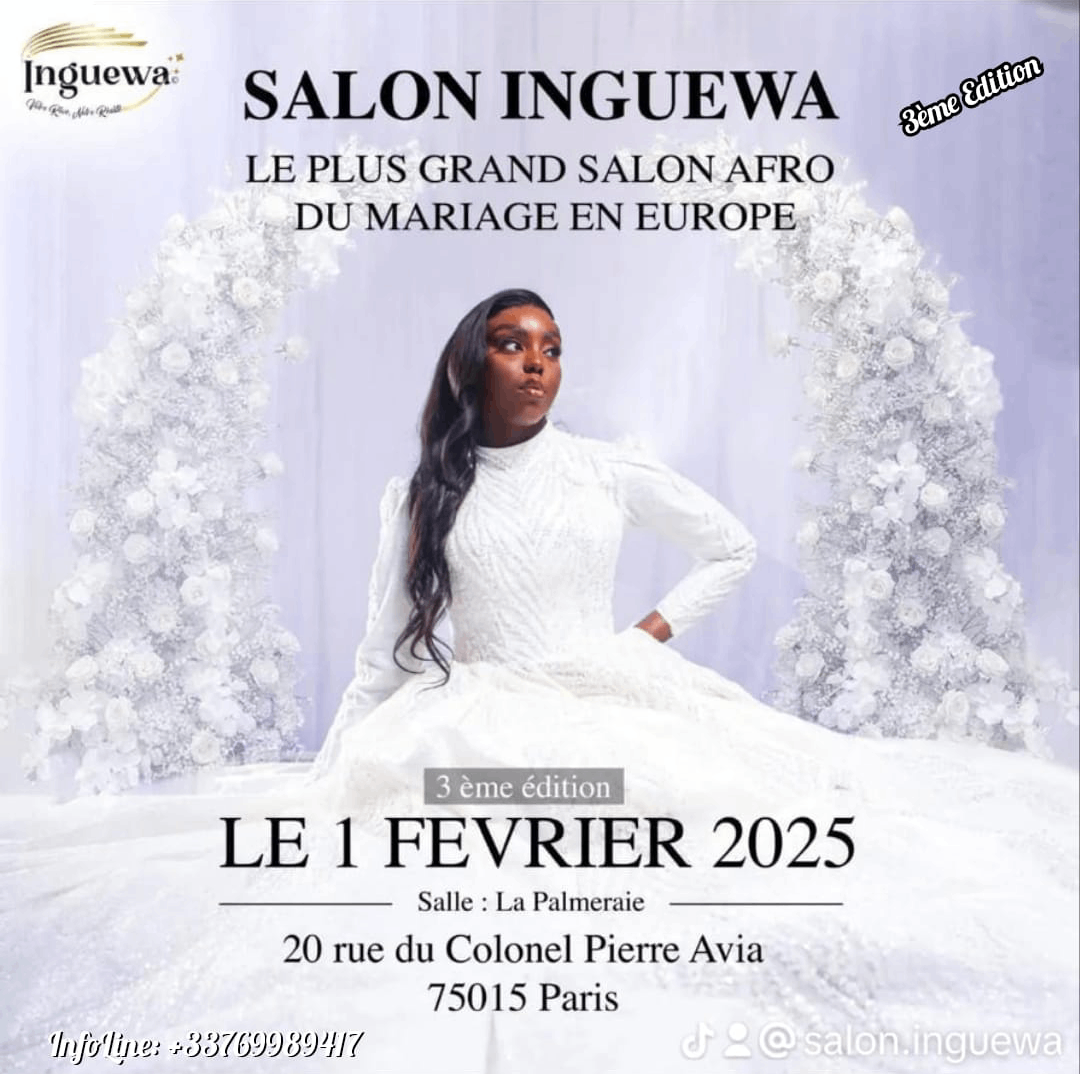 Inguewa
SALON INGUEWA
3ème Edition
LE PLUS GRAND SALON AFRO
DU MARIAGE EN EUROPE
3 ème édition
LE 1 FEVRIER 2025
Salle : La Palmeraie
20 rue du Colonel Pierre Avia
75015 Paris
InfoLine: +33769989417
@salon.inguewa